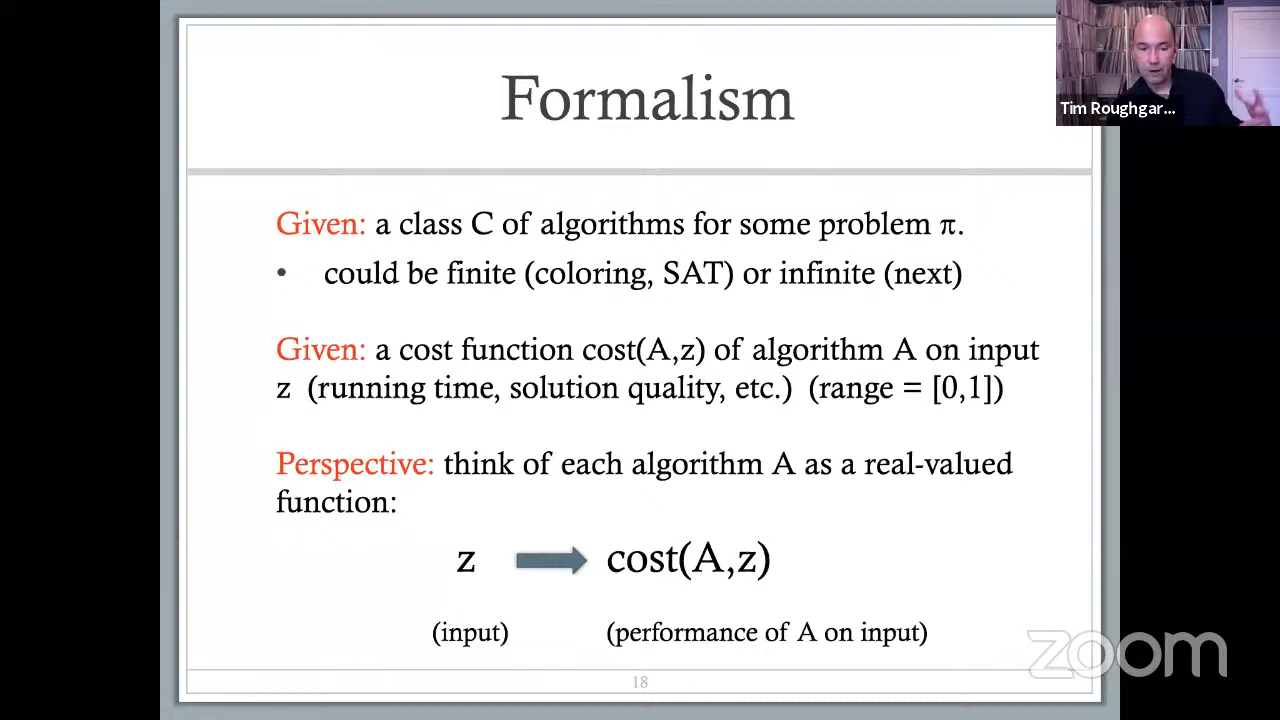 Formalism
Tim Roughgar...
Given: a class C of algorithms for some problem π.
• could be finite (coloring, SAT) or infinite (next)
Given: a cost function cost(A,z) of algorithm A on input
z (running time, solution quality, etc.) (range = [0,1])
Perspective: think of each algorithm A as a real-valued
function:
z cost(A,z)
(input) (performance of A on input)
zoom
18